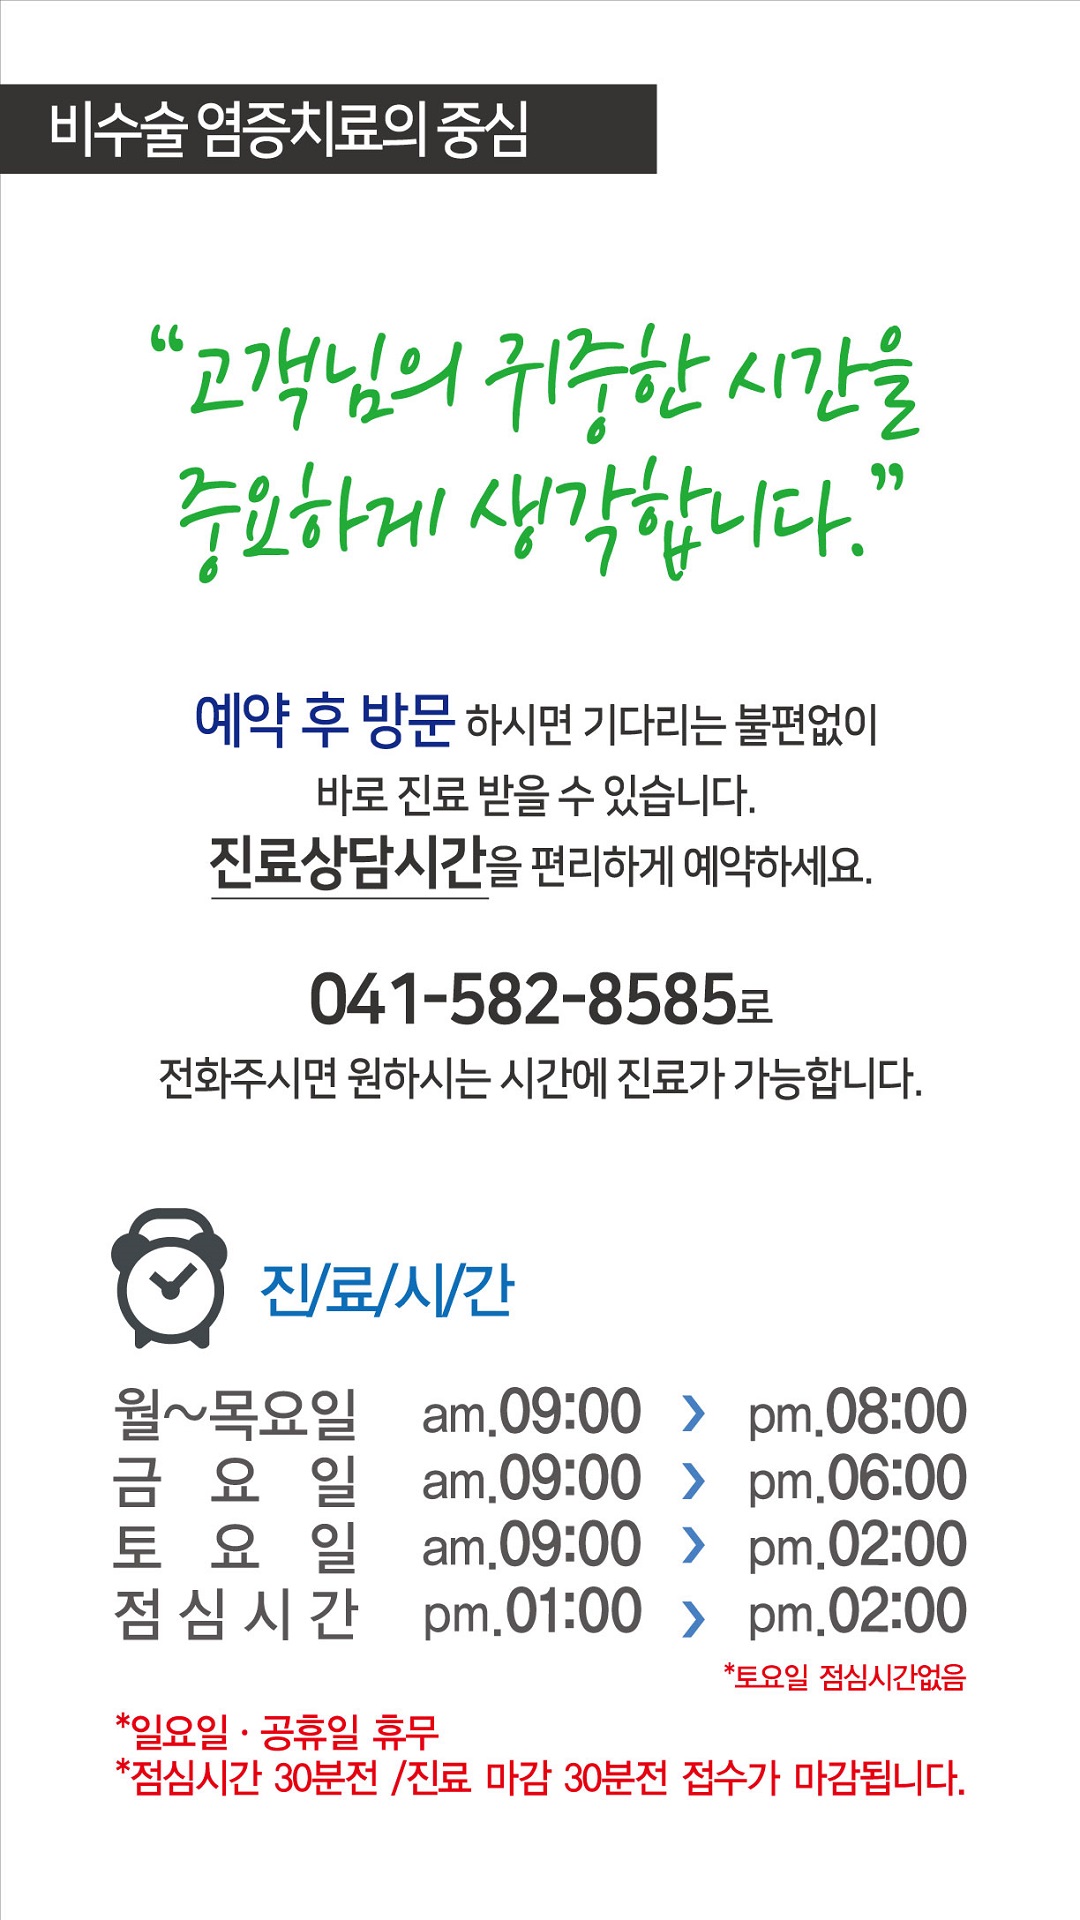 비수술 염증치료의 중심
“고객님의 귀중한 시간을
중요하게 생각합니다.”
예약 후 방문 하시면 기다리는 불편없이
바로 진료 받을 수 있습니다.
진료상담시간을 편리하게 예약하세요.
041-582-8585로
전화주시면 원하시는 시간에 진료가 가능합니다.
진/료/시/간
월~목요일 am.09:00 > pm.08:00
금 요 일 am.09:00 > pm.06:00
토 요 일 am.09:00 > pm.02:00
점 심 시 간 pm.01:00 > pm.02:00
*토요일 점심시간없음
*일요일 · 공휴일 휴무
*점심시간 30분전 /진료 마감 30분전 접수가 마감됩니다.